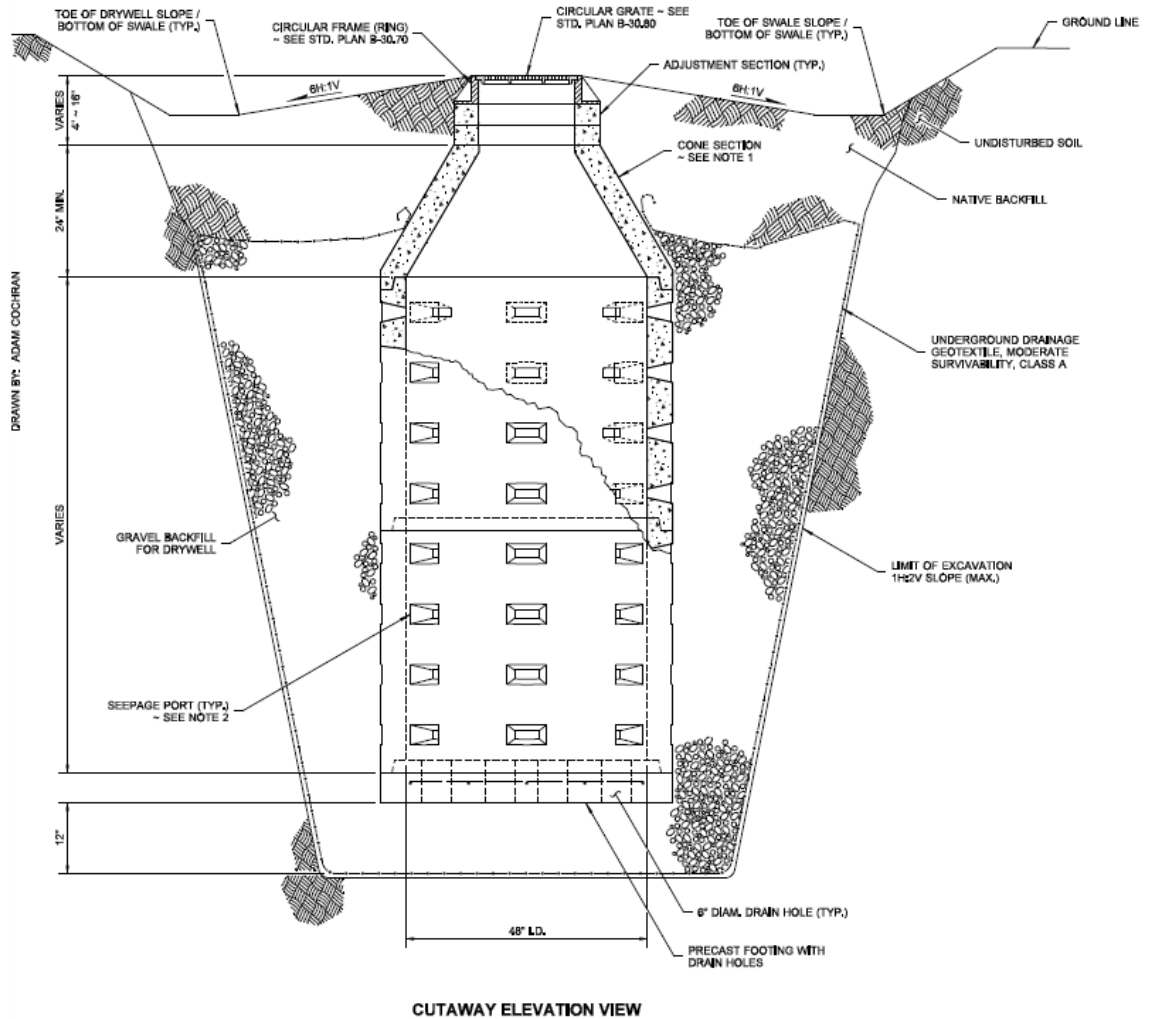 TOE OF DRYWELL SLOPE /
BOTTOM OF SWALE (TYP.)
CIRCULAR FRAME (RING)
~ SEE STD. PLAN B-30.70
CIRCULAR GRATE ~ SEE
STD. PLAN B-30.80
TOE OF SWALE SLOPE /
BOTTOM OF SWALE (TYP.)
GROUND LINE
ADJUSTMENT SECTION (TYP.)
6H:1V
6H:1V
VARIES
4" ~ 16"
UNDISTURBED SOIL
CONE SECTION
~ SEE NOTE 1
NATIVE BACKFILL
24" MIN.
DRAWN BY: ADAM COCHRAN
UNDERGROUND DRAINAGE
GEOTEXTILE, MODERATE
SURVIVABILITY, CLASS A
VARIES
GRAVEL BACKFILL
FOR DRYWELL
LIMIT OF EXCAVATION
1H:2V SLOPE (MAX.)
SEEPAGE PORT (TYP.)
~ SEE NOTE 2
12"
6" DIAM. DRAIN HOLE (TYP.)
48" I.D.
PRECAST FOOTING WITH
DRAIN HOLES
CUTAWAY ELEVATION VIEW